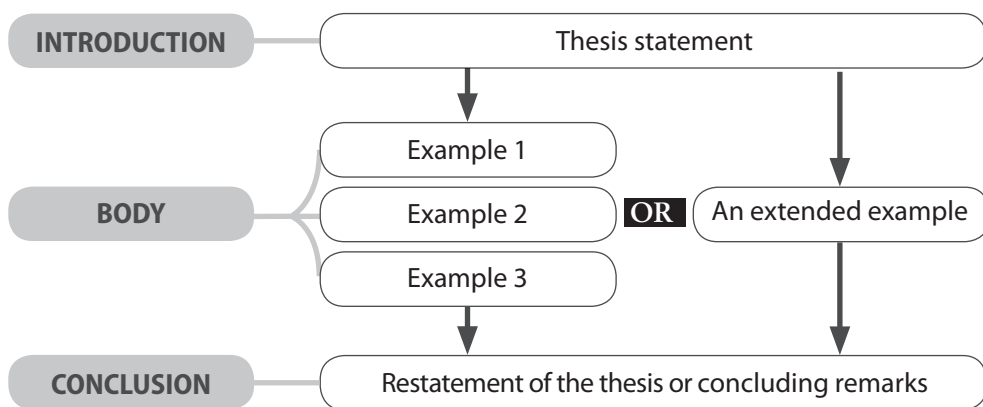 INTRODUCTION
Thesis statement
Example 1
BODY
Example 2
OR
An extended example
Example 3
CONCLUSION
Restatement of the thesis or concluding remarks